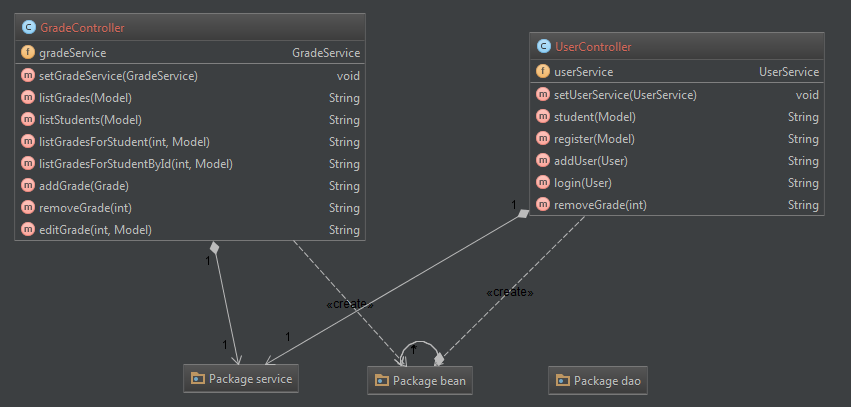 C GradeController
f gradeService GradeService
m setGradeService(GradeService) void
m listGrades(Model) String
m listStudents(Model) String
m listGradesForStudent(int, Model) String
m listGradesForStudentById(int, Model) String
m addGrade(Grade) String
m removeGrade(int) String
m editGrade(int, Model) String
C UserController
f userService UserService
m setUserService(UserService) void
m student(Model) String
m register(Model) String
m addUser(User) String
m login(User) String
m removeGrade(int) String
1
1
«create»
«create»
1
1
Package service
Package bean
Package dao